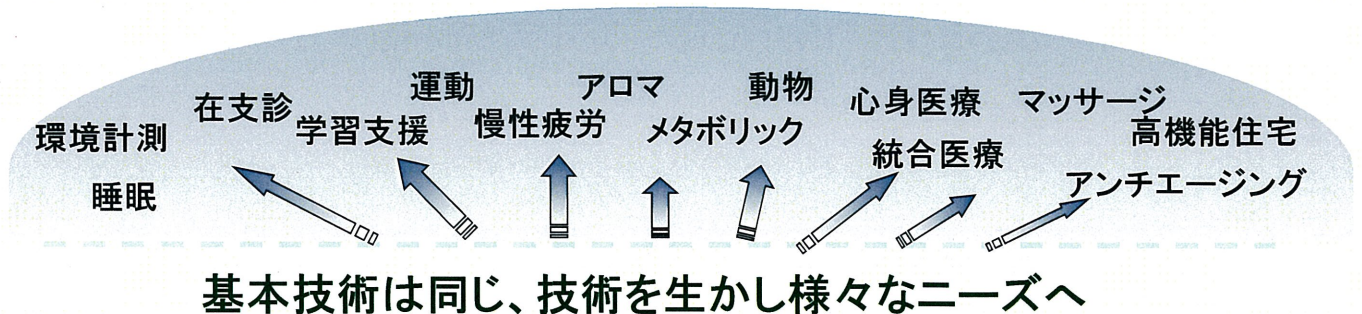 環境計測
睡眠
在支診
学習支援
運動
慢性疲労
アロマ
メタボリック
動物
心身医療
統合医療
マッサージ
高機能住宅
アンチエージング
基本技術は同じ、技術を生かし様々なニーズへ